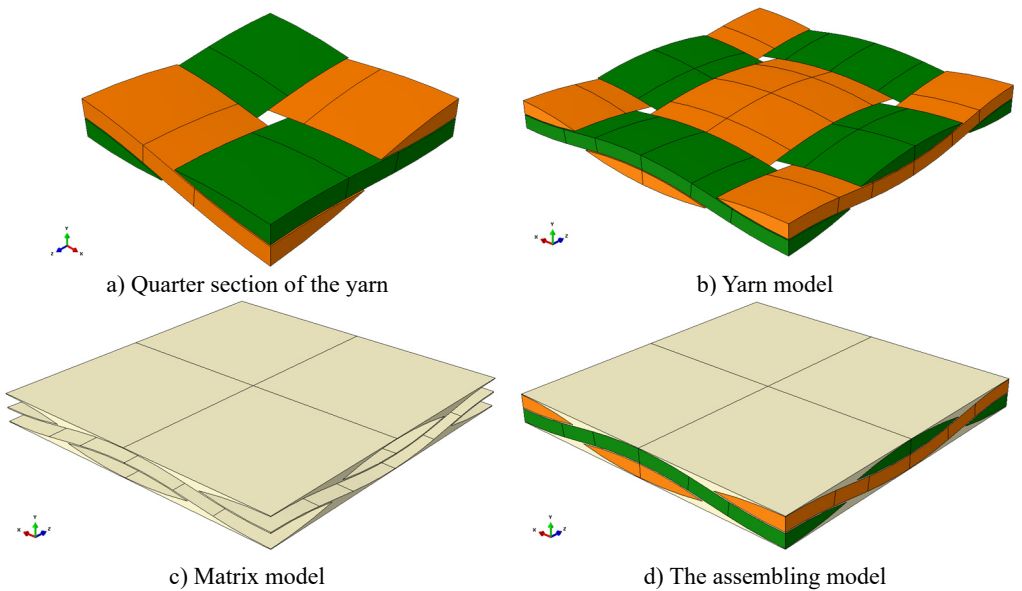 Y
Z
X
a) Quarter section of the yarn
Y
X
Z
b) Yarn model
Y
X
Z
c) Matrix model
Y
X
Z
d) The assembling model